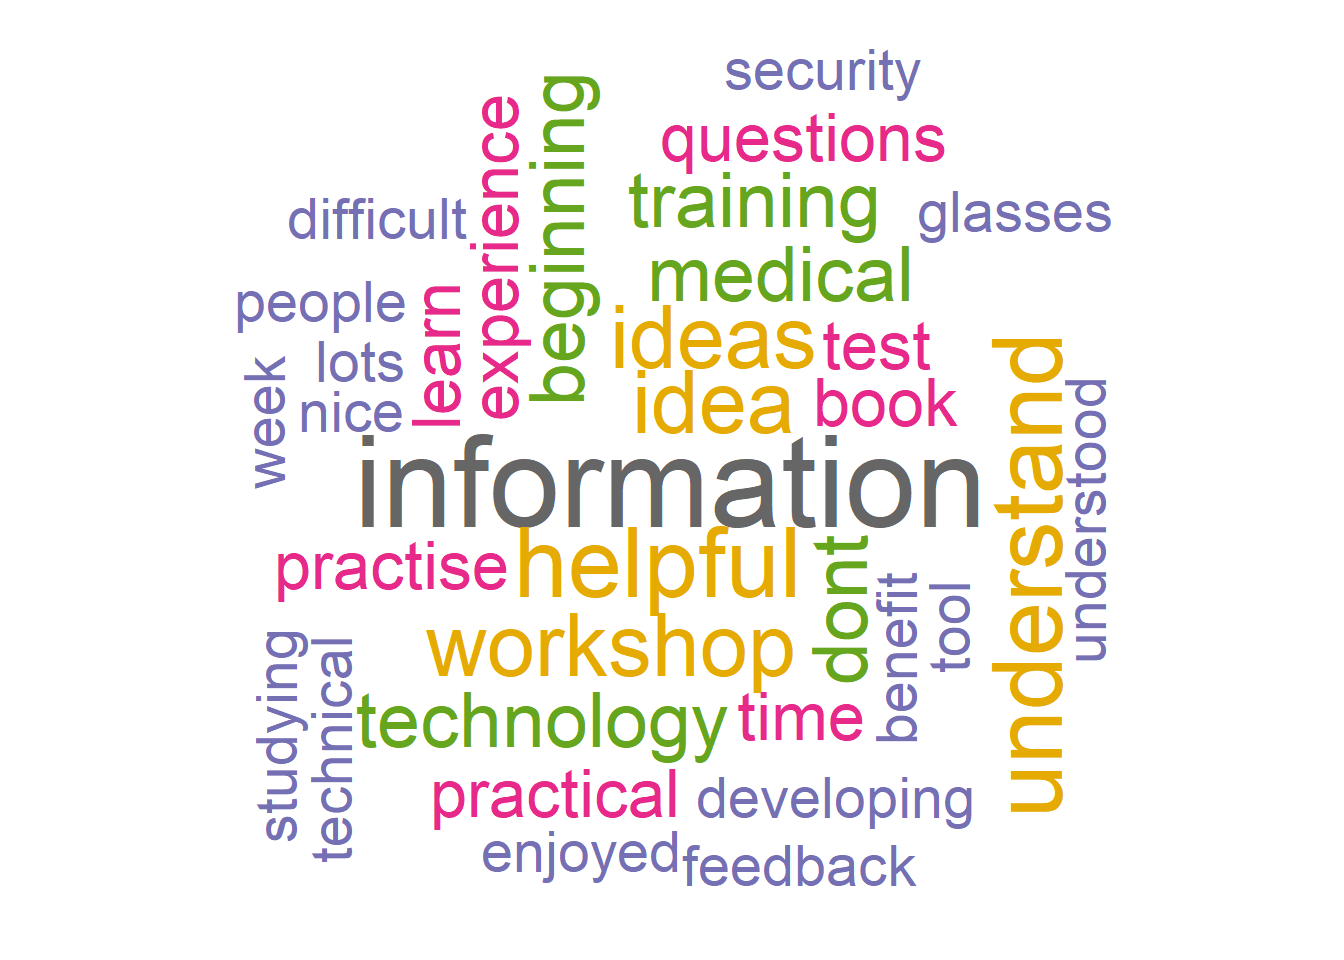 security
questions
beginning
experience
training
difficult
glasses
medical
people
learn
ideas
test
lots
week
nice
idea
book
understand
understood
information
practise
helpful
dont
benefit
tool
workshop
studying
technical
technology
time
practical
developing
enjoyed
feedback